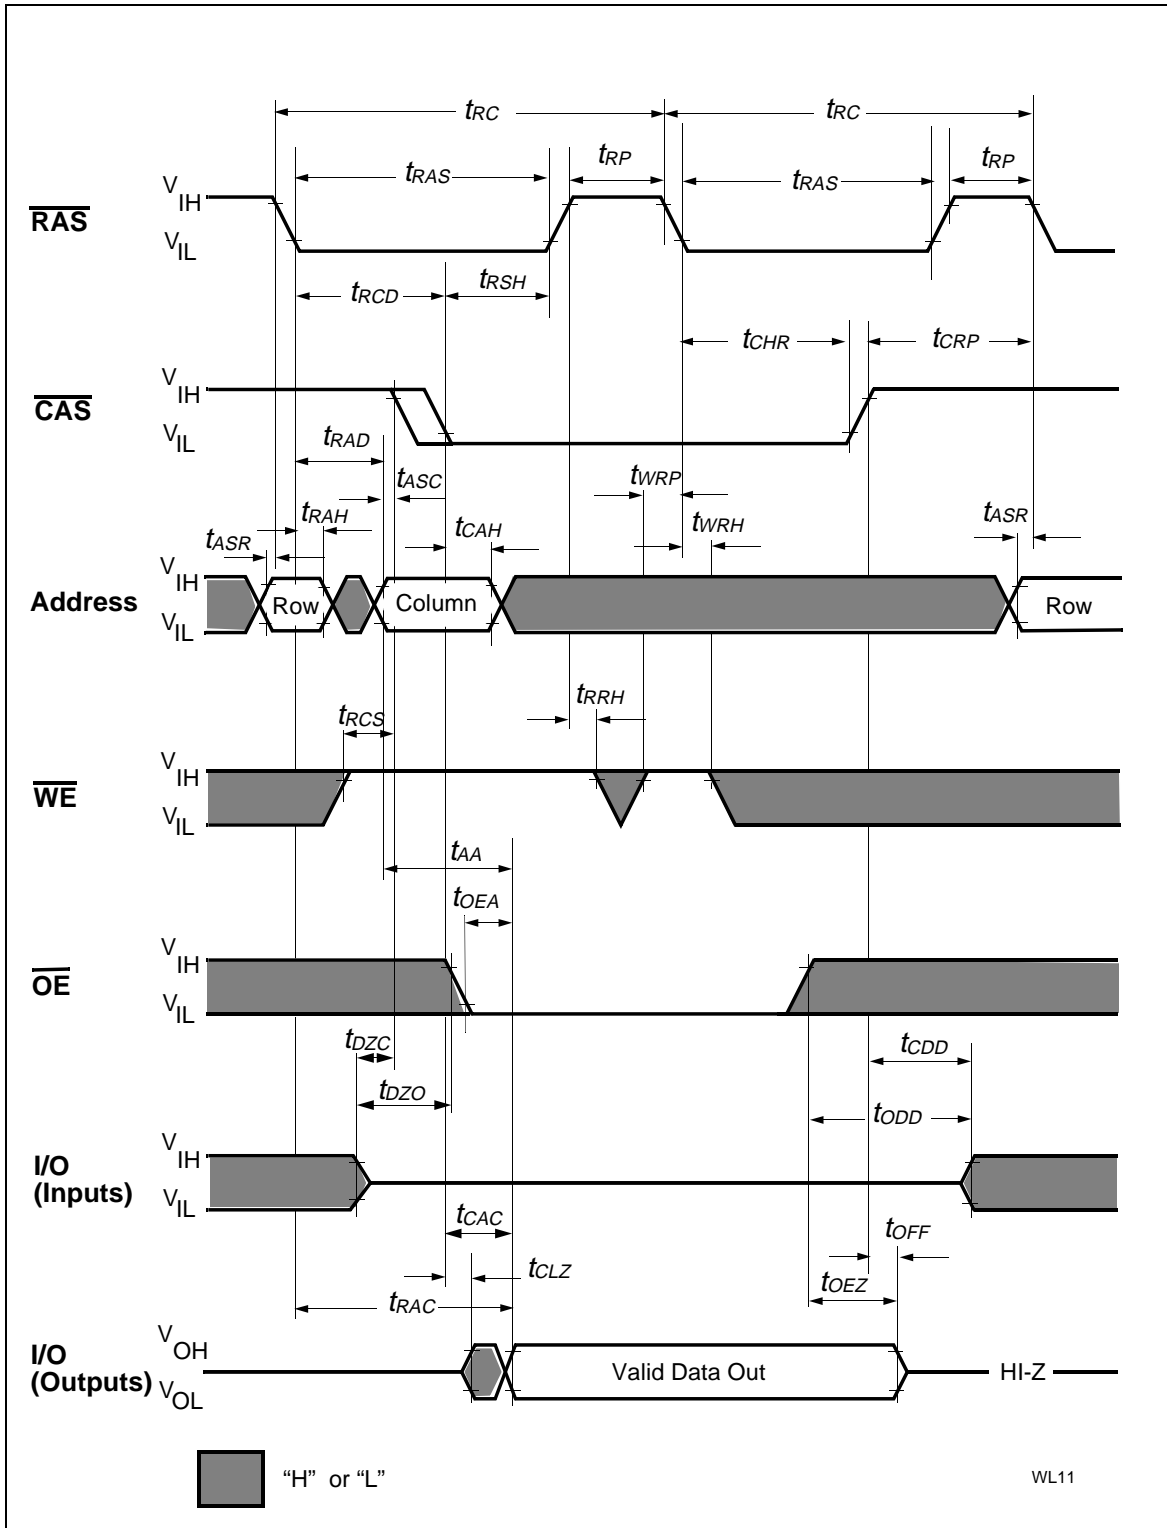 tRC tRC
tRAS tRP tRAS tRP
RAS VIH
VIL
tRCD tRSH
tCHR tCRP
CAS VIH
VIL
tRAD
tASC tWRP
tRAH tCAH tWRH
tASR tASR
Address VIH
VIL
Row Column Row
tRRH
tRCS
WE VIH
VIL
tAA
tOEA
OE VIH
VIL
tDZC tCDD
tDZO tODD
I/O
(Inputs)
VIH
VIL
tCAC tOFF
tCLZ tOEZ
tRAC
I/O
(Outputs)
VOH
VOL
Valid Data Out HI-Z
“H” or “L”
WL11